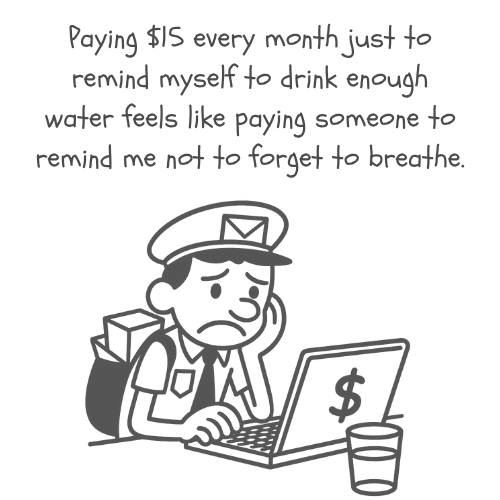 Paying $15 every month just to
remind myself to drink enough
water feels like paying someone to
remind me not to forget to breathe.
$